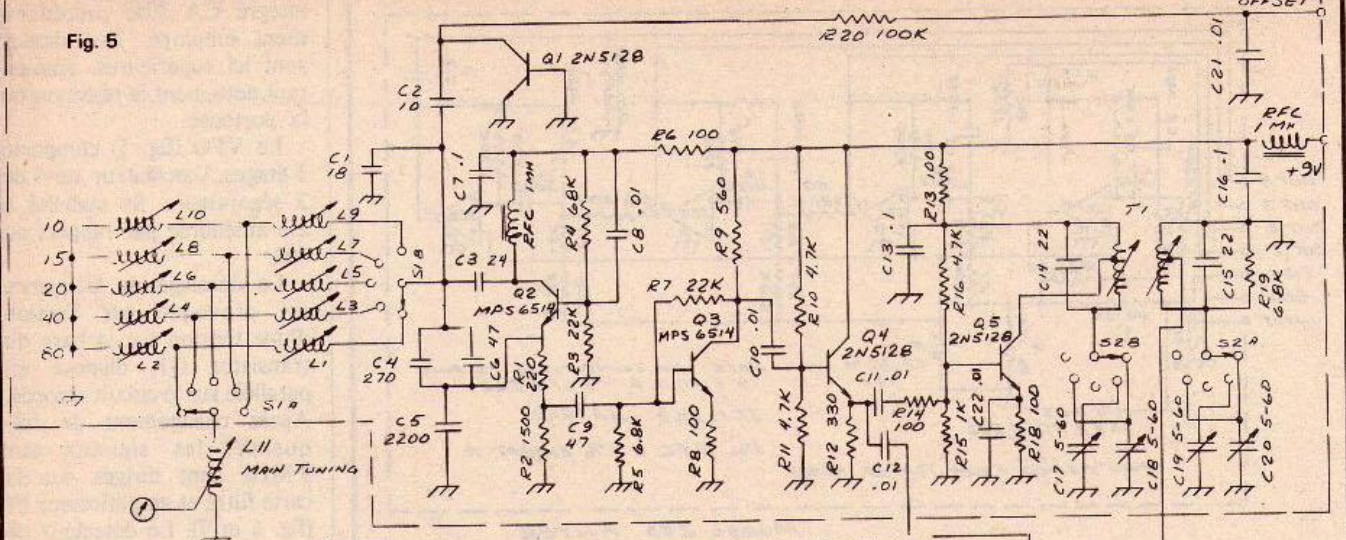 OFFSET
Fig. 5
R20 100K
C21 .01
Q1 2N5128
C2
10
RFC
1 MH
+9V
C1
18
C7 .1
RFC 1MH
R4 6.8K
C8 .01
R6 100
R9 560
R13 100
C16 .1
10
L10
L9
15
L8
L7
20
L6
L5
40
L4
L3
80
L2
L1
S1B
S1A
L11
MAIN TUNING
C3 24
Q2
MPS6514
C4
270
C6 47
C5
2200
R1
220
R2 1500
R3 22K
C9
47
R5 6.8K
R7 22K
Q3
MPS 6514
R8 100
C10 .01
R10 4.7K
R11 4.7K
Q4
2N5128
R12 330
C11 .01
R14
100
C12
.01
C13 .1
R16 4.7K
2N5128
R15 1K
C22 .01
R18 100
T1
C14 22
C15 22
R19
6.8K
S2B
S2A
C17 5-60
C18 5-60
C19 5-60
C20 5-60